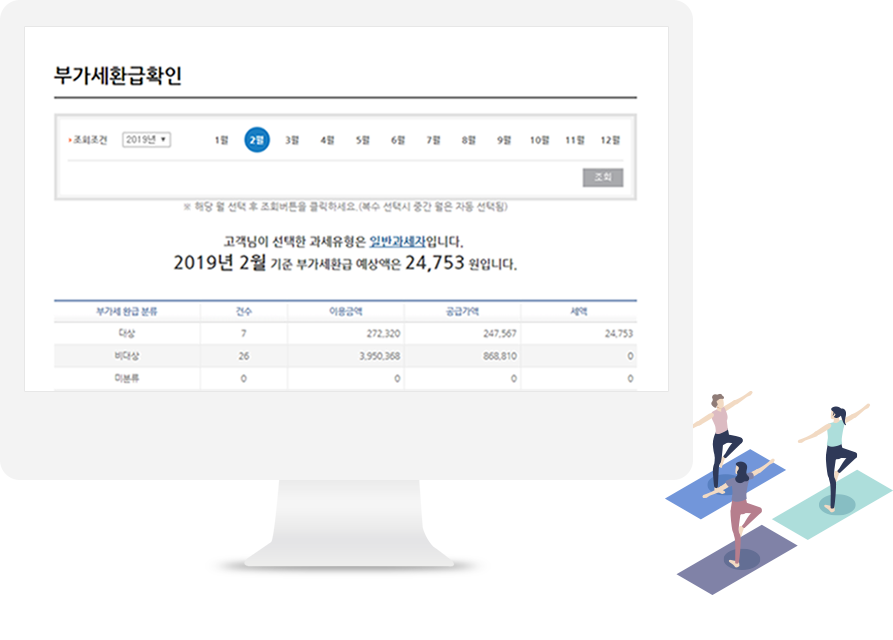 부가세환급확인
조회조건 2019년 ▼ 1월 2월 3월 4월 5월 6월 7월 8월 9월 10월 11월 12월
조회
※ 해당 월 선택 후 조회버튼을 클릭하세요.(복수 선택시 중간 월은 자동 선택됨)
고객님이 선택한 과세유형은 일반과세자입니다.
2019년 2월 기준 부가세환급 예상액은 24,753 원입니다.
부가세 환급 분류 건수 이용금액 공급가액 세액
대상 7 272,320 247,567 24,753
비대상 26 3,950,368 868,810 0
미분류 0 0 0 0